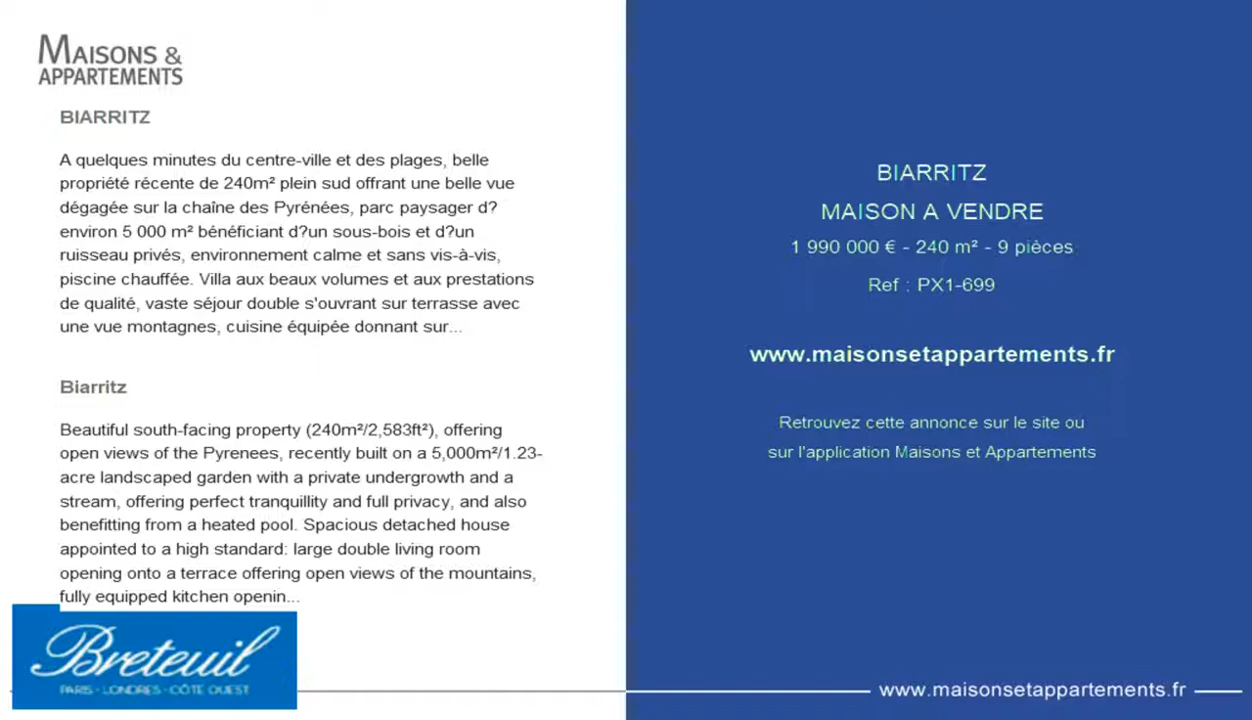 MAISONS &
APPARTEMENTS
BIARRITZ
A quelques minutes du centre-ville et des plages, belle
propriété récente de 240m² plein sud offrant une belle vue
dégagée sur la chaîne des Pyrénées, parc paysager d?
environ 5 000 m² bénéficiant d?un sous-bois et d?un
ruisseau privés, environnement calme et sans vis-à-vis,
piscine chauffée. Villa aux beaux volumes et aux prestations
de qualité, vaste séjour double s'ouvrant sur terrasse avec
une vue montagnes, cuisine équipée donnant sur...
Biarritz
Beautiful south-facing property (240m²/2,583ft²), offering
open views of the Pyrenees, recently built on a 5,000m²/1.23-
acre landscaped garden with a private undergrowth and a
stream, offering perfect tranquillity and full privacy, and also
benefitting from a heated pool. Spacious detached house
appointed to a high standard: large double living room
opening onto a terrace offering open views of the mountains,
fully equipped kitchen openin...
Breteuil
PARIS - LONDRES - CÔTE OUEST
BIARRITZ
MAISON A VENDRE
1 990 000 € - 240 m² - 9 pièces
Ref : PX1-699
www.maisonsetappartements.fr
Retrouvez cette annonce sur le site ou
sur l'application Maisons et Appartements
www.maisonsetappartements.fr